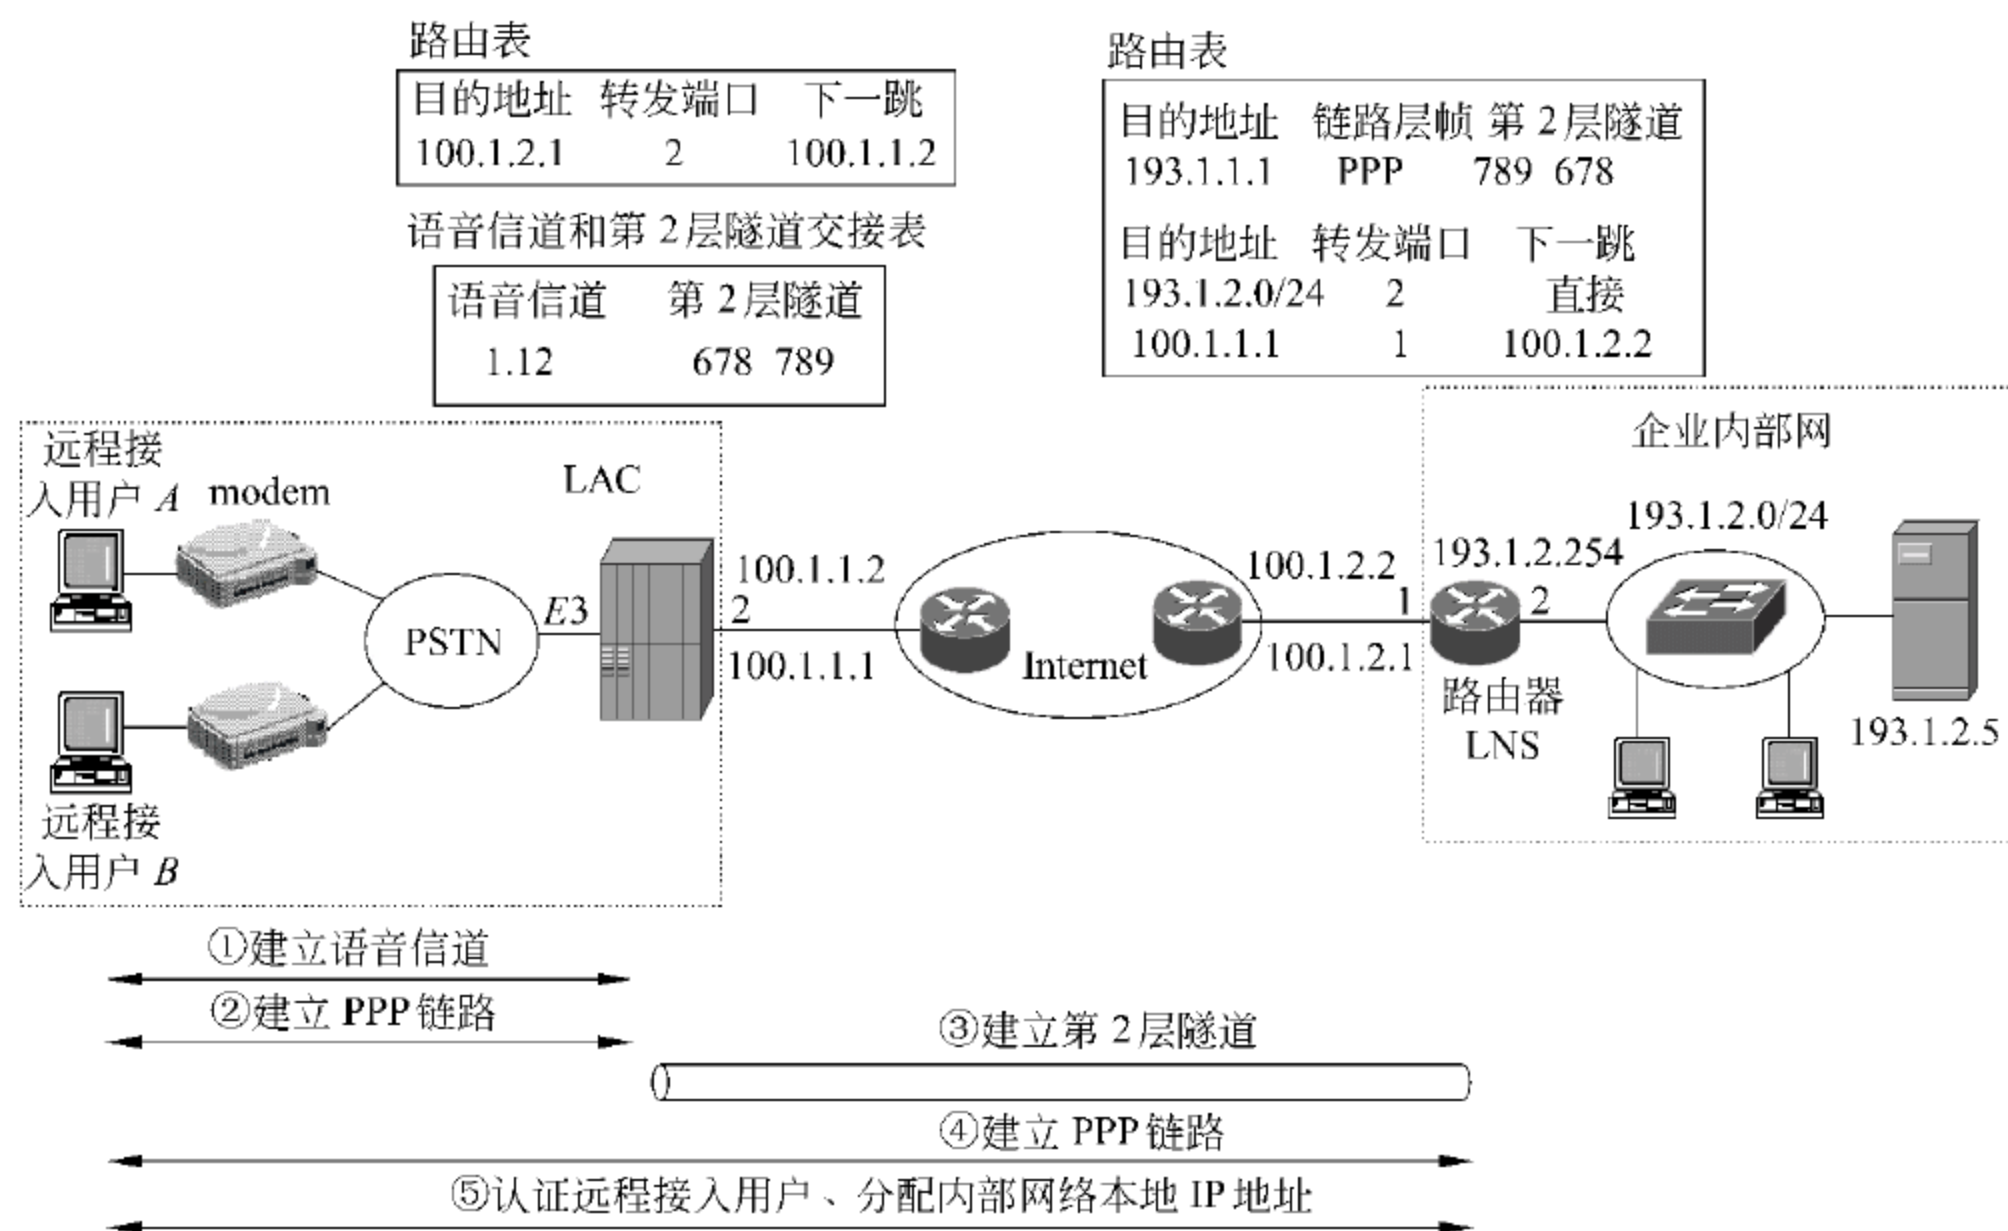 路由表
目的地址 转发端口 下一跳
100.1.2.1 2 100.1.1.2
语音信道和第 2 层隧道交接表
语音信道 第 2 层隧道
1.12 678 789
路由表
目的地址 链路层帧 第 2 层隧道
193.1.1.1 PPP 789 678
目的地址 转发端口 下一跳
193.1.2.0/24 2 直接
100.1.1.1 1 100.1.2.2
远程接
入用户 A
modem
LAC
PSTN
E3
100.1.1.2
2
100.1.1.1
远程接
入用户 B
Internet
100.1.2.2
1
100.1.2.1
企业内部网
193.1.2.0/24
193.1.2.254
2
路由器
LNS
193.1.2.5
①建立语音信道
②建立 PPP 链路
③建立第 2 层隧道
④建立 PPP 链路
⑤认证远程接入用户、分配内部网络本地 IP 地址